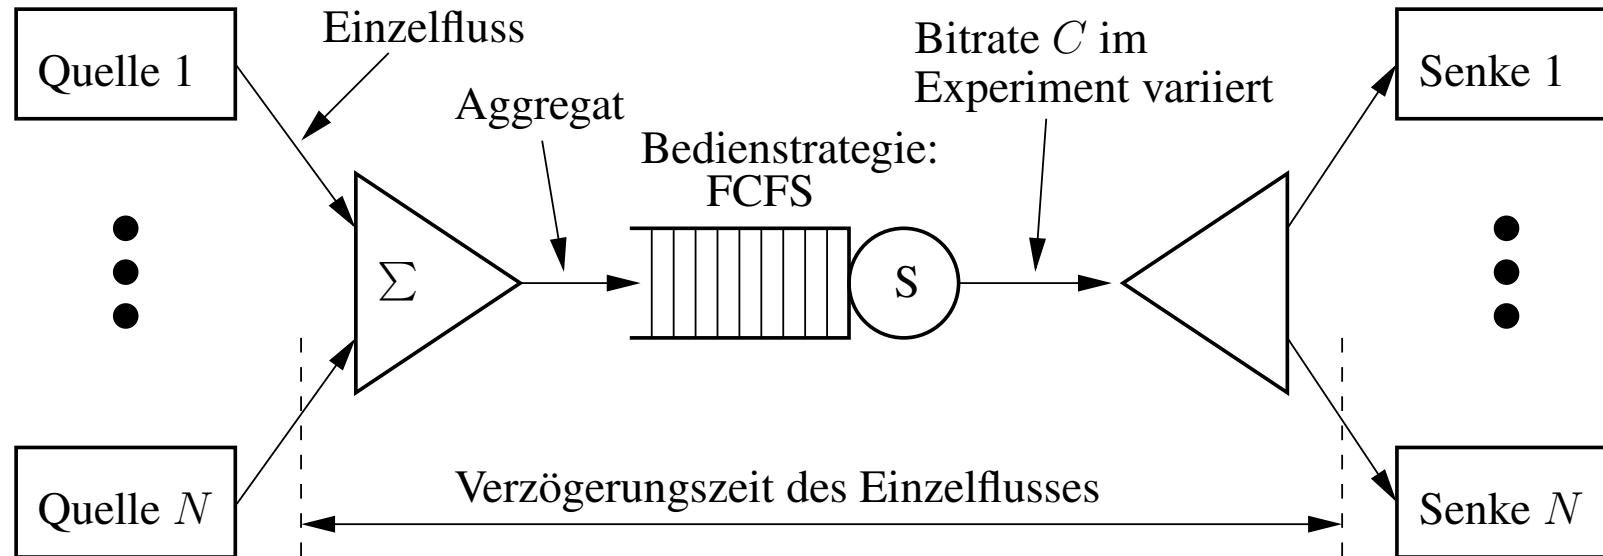 Einzelfluss
Quelle 1
Aggregat
Bedienstrategie:
FCFS
Bitrate C im
Experiment variiert
Senke 1
Σ
S
Verzögerungszeit des Einzelflusses
Quelle N
Senke N